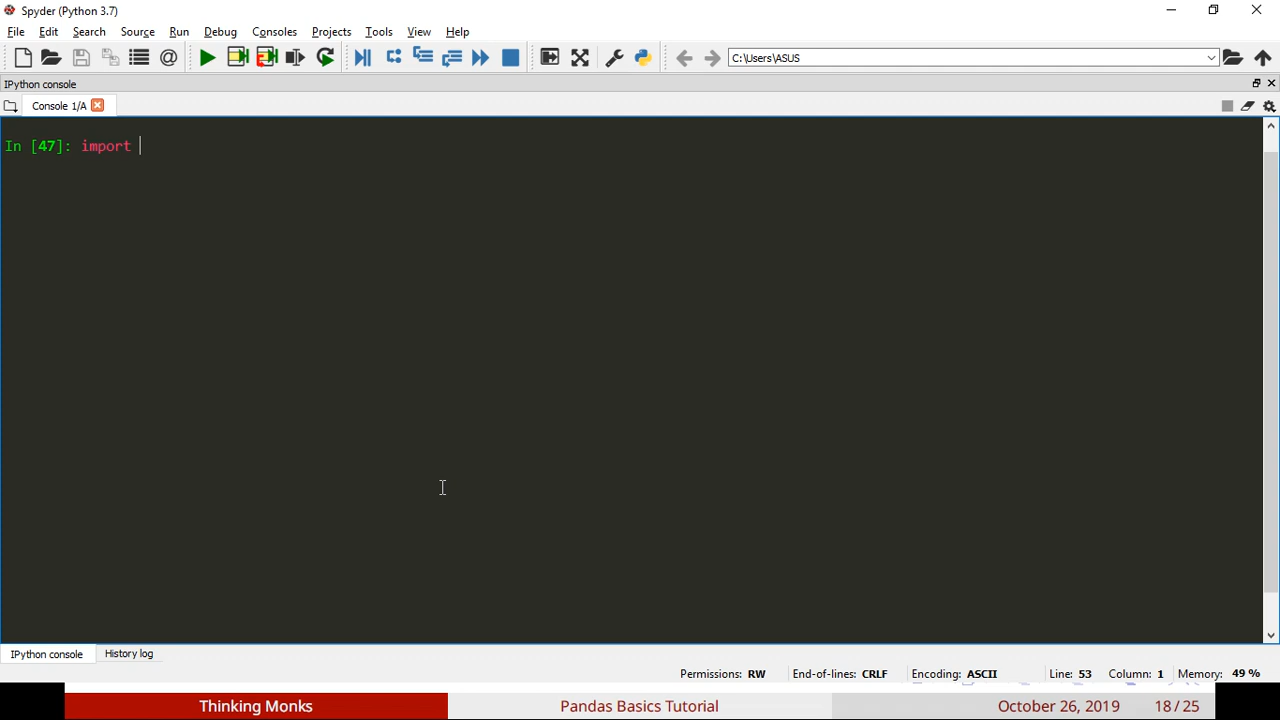 Spyder (Python 3.7)
File Edit Search Source Run Debug Consoles Projects Tools View Help
C:\Users\ASUS
IPython console
Console 1/A
In [47]: import
IPython console History log
Permissions: RW End-of-lines: CRLF Encoding: ASCII Line: 53 Column: 1 Memory: 49 %
Thinking Monks Pandas Basics Tutorial October 26, 2019 18 / 25